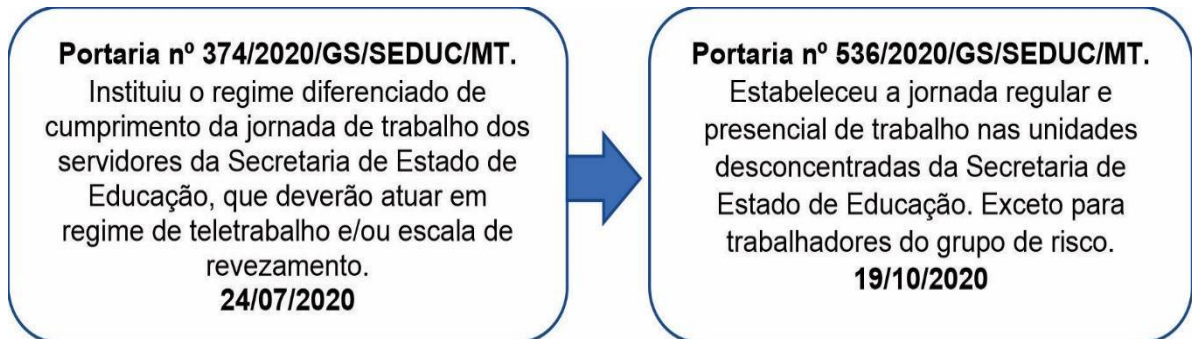 Portaria nº 374/2020/GS/SEDUC/MT.
Instituiu o regime diferenciado de
cumprimento da jornada de trabalho dos
servidores da Secretaria de Estado de
Educação, que deverão atuar em
regime de teletrabalho e/ou escala de
revezamento.
24/07/2020
Portaria nº 536/2020/GS/SEDUC/MT.
Estabeleceu a jornada regular e
presencial de trabalho nas unidades
desconcentradas da Secretaria de
Estado de Educação. Exceto para
trabalhadores do grupo de risco.
19/10/2020